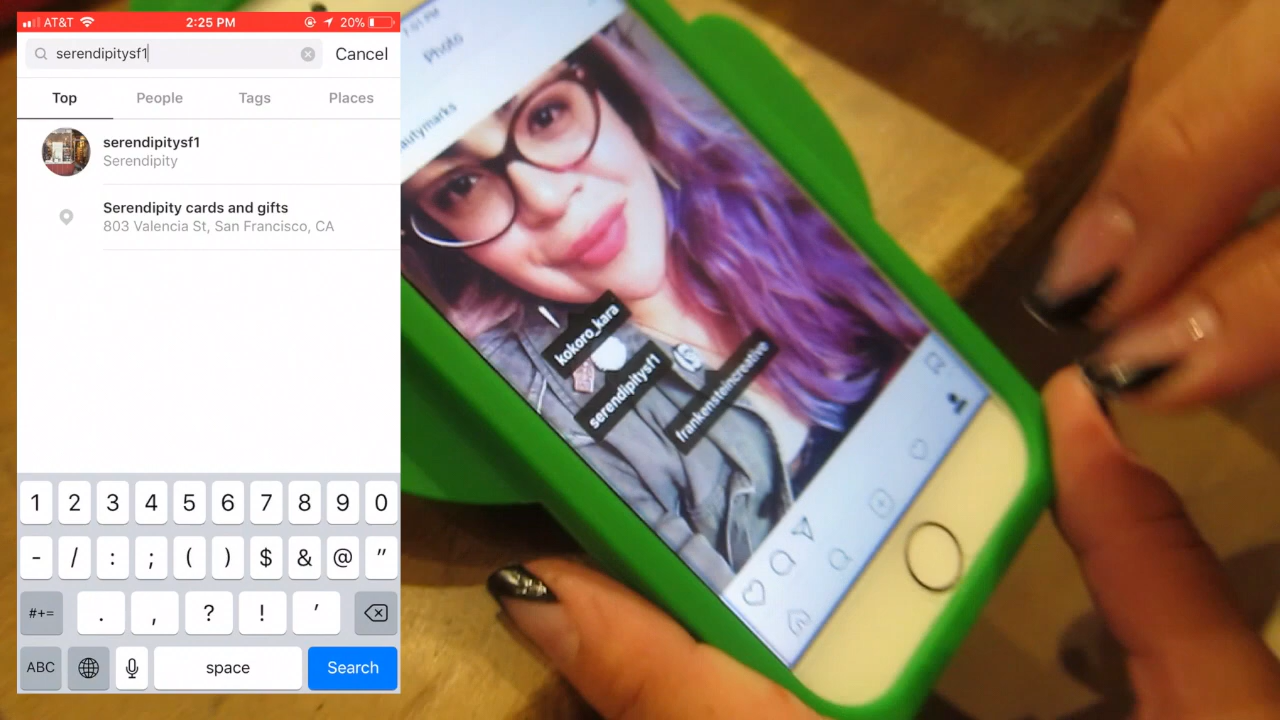 AT&T 2:25 PM 20%
serendipitysf1 Cancel
Top People Tags Places
serendipitysf1
Serendipity
Serendipity cards and gifts
803 Valencia St, San Francisco, CA
1 2 3 4 5 6 7 8 9 0
- / : ; ( ) $ & @ "
#+= . , ? ! '
ABC space Search
Photo
kokoro_kara
serendipitysf1
frankensteincreative